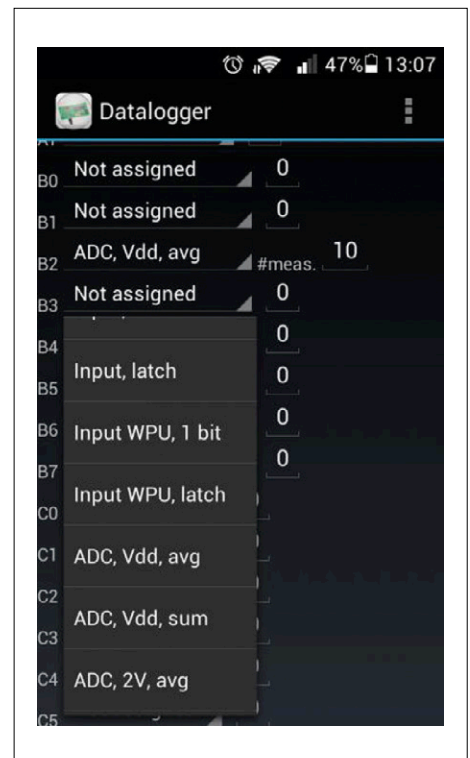 47% 13:07
Datalogger
B0 Not assigned 0
B1 Not assigned 0
B2 ADC, Vdd, avg #meas. 10
B3 Not assigned 0
B4 0
B5 Input, latch 0
B6 Input WPU, 1 bit 0
B7 0
Input WPU, latch
C0
C1 ADC, Vdd, avg
C2
ADC, Vdd, sum
C3
C4 ADC, 2V, avg
C5